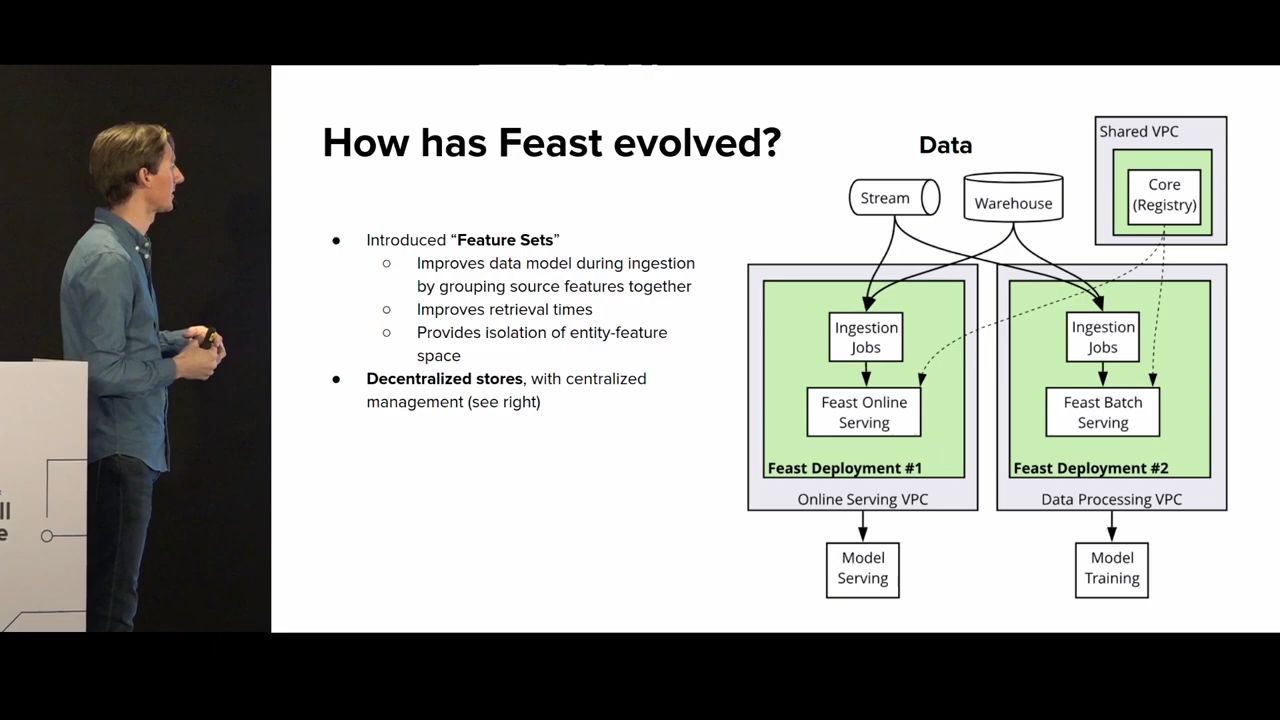 How has Feast evolved?
● Introduced “Feature Sets”
○ Improves data model during ingestion
by grouping source features together
○ Improves retrieval times
○ Provides isolation of entity-feature
space
● Decentralized stores, with centralized
management (see right)
Data
Stream
Warehouse
Shared VPC
Core
(Registry)
Ingestion
Jobs
Feast Online
Serving
Feast Deployment #1
Online Serving VPC
Model
Serving
Ingestion
Jobs
Feast Batch
Serving
Feast Deployment #2
Data Processing VPC
Model
Training